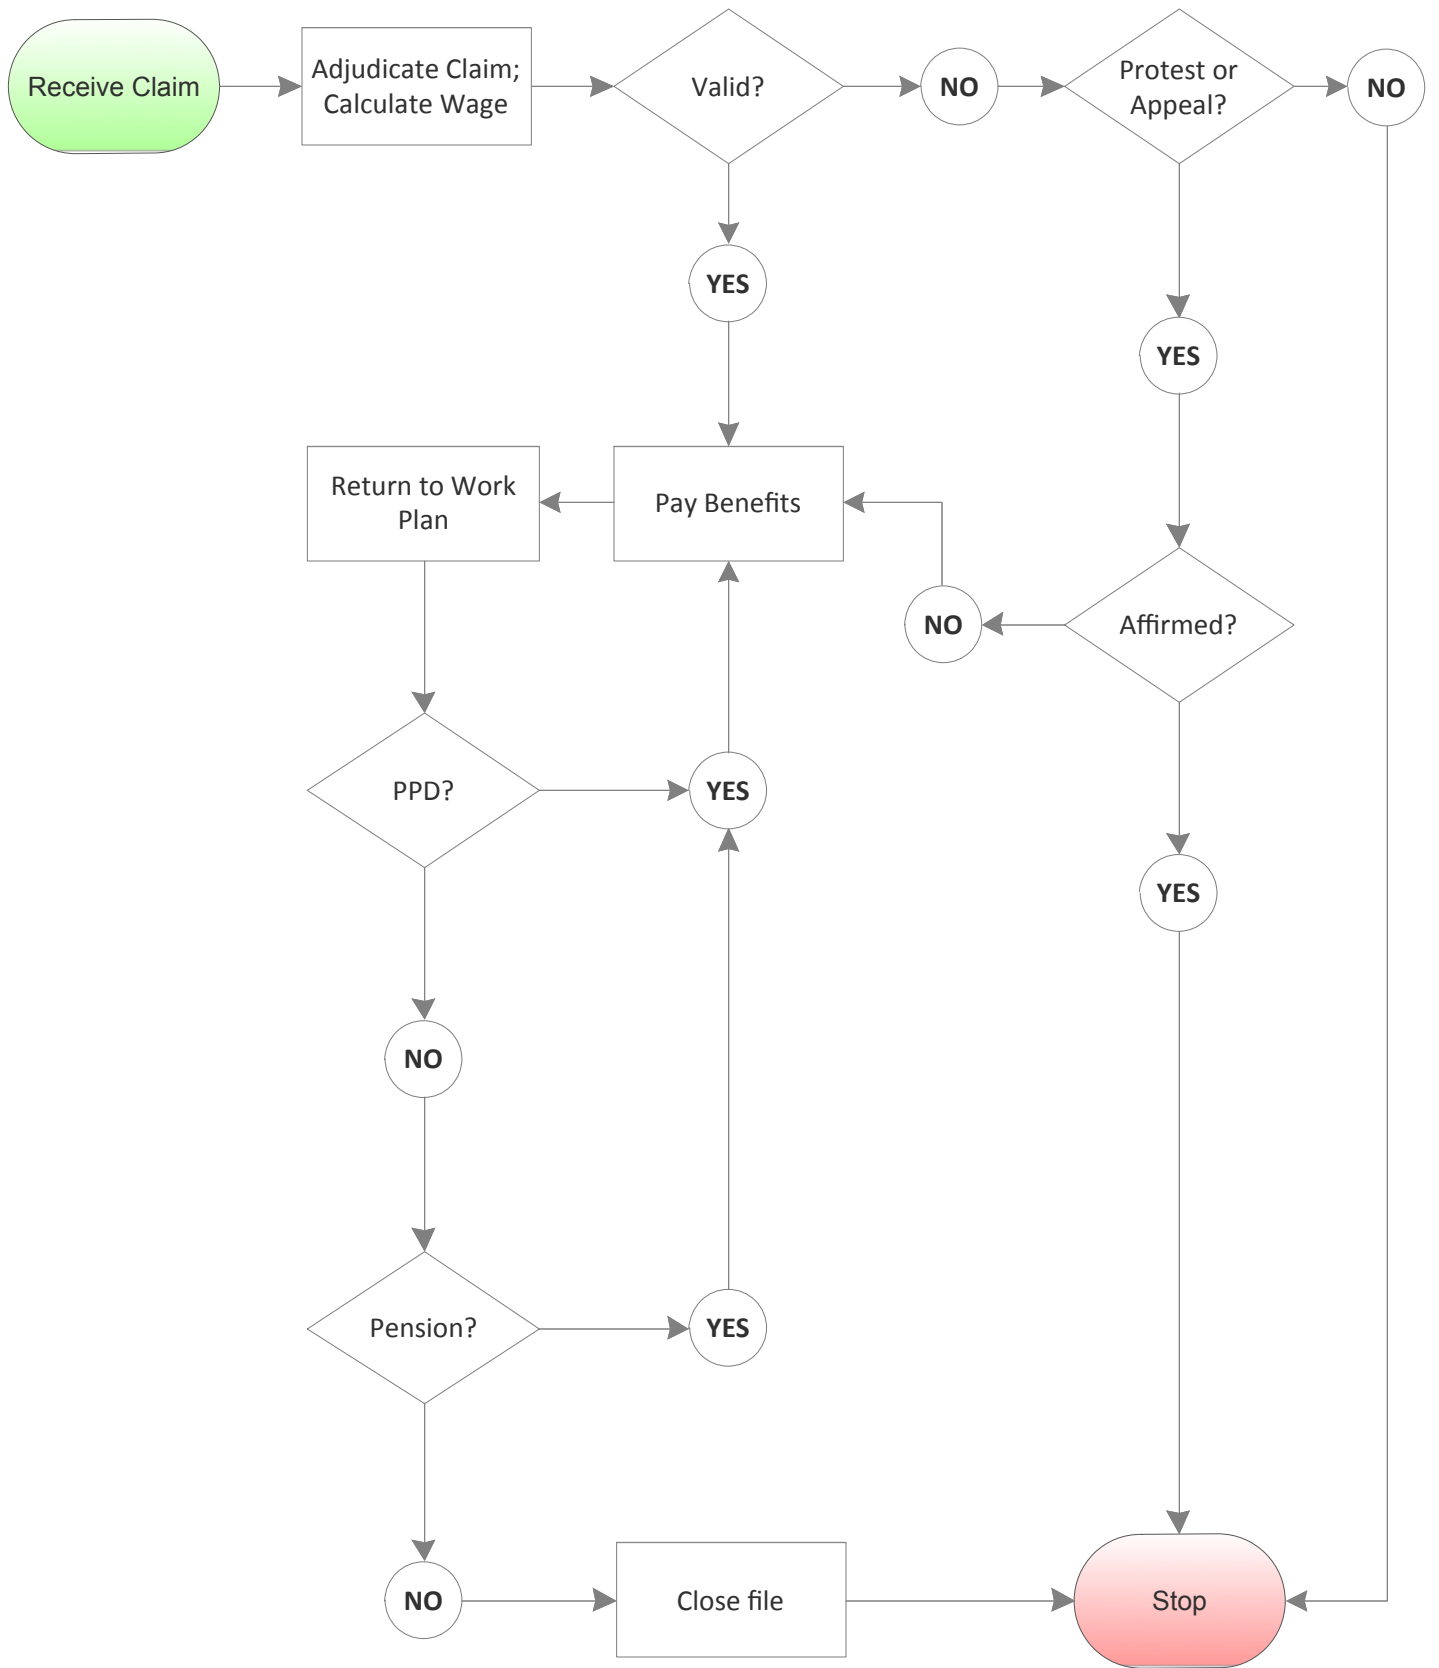 Receive Claim
Adjudicate Claim;
Calculate Wage
Valid?
NO
Protest or
Appeal?
NO
YES
YES
Return to Work
Plan
Pay Benefits
NO
Affirmed?
PPD?
YES
YES
NO
Pension?
YES
NO
Close file
Stop